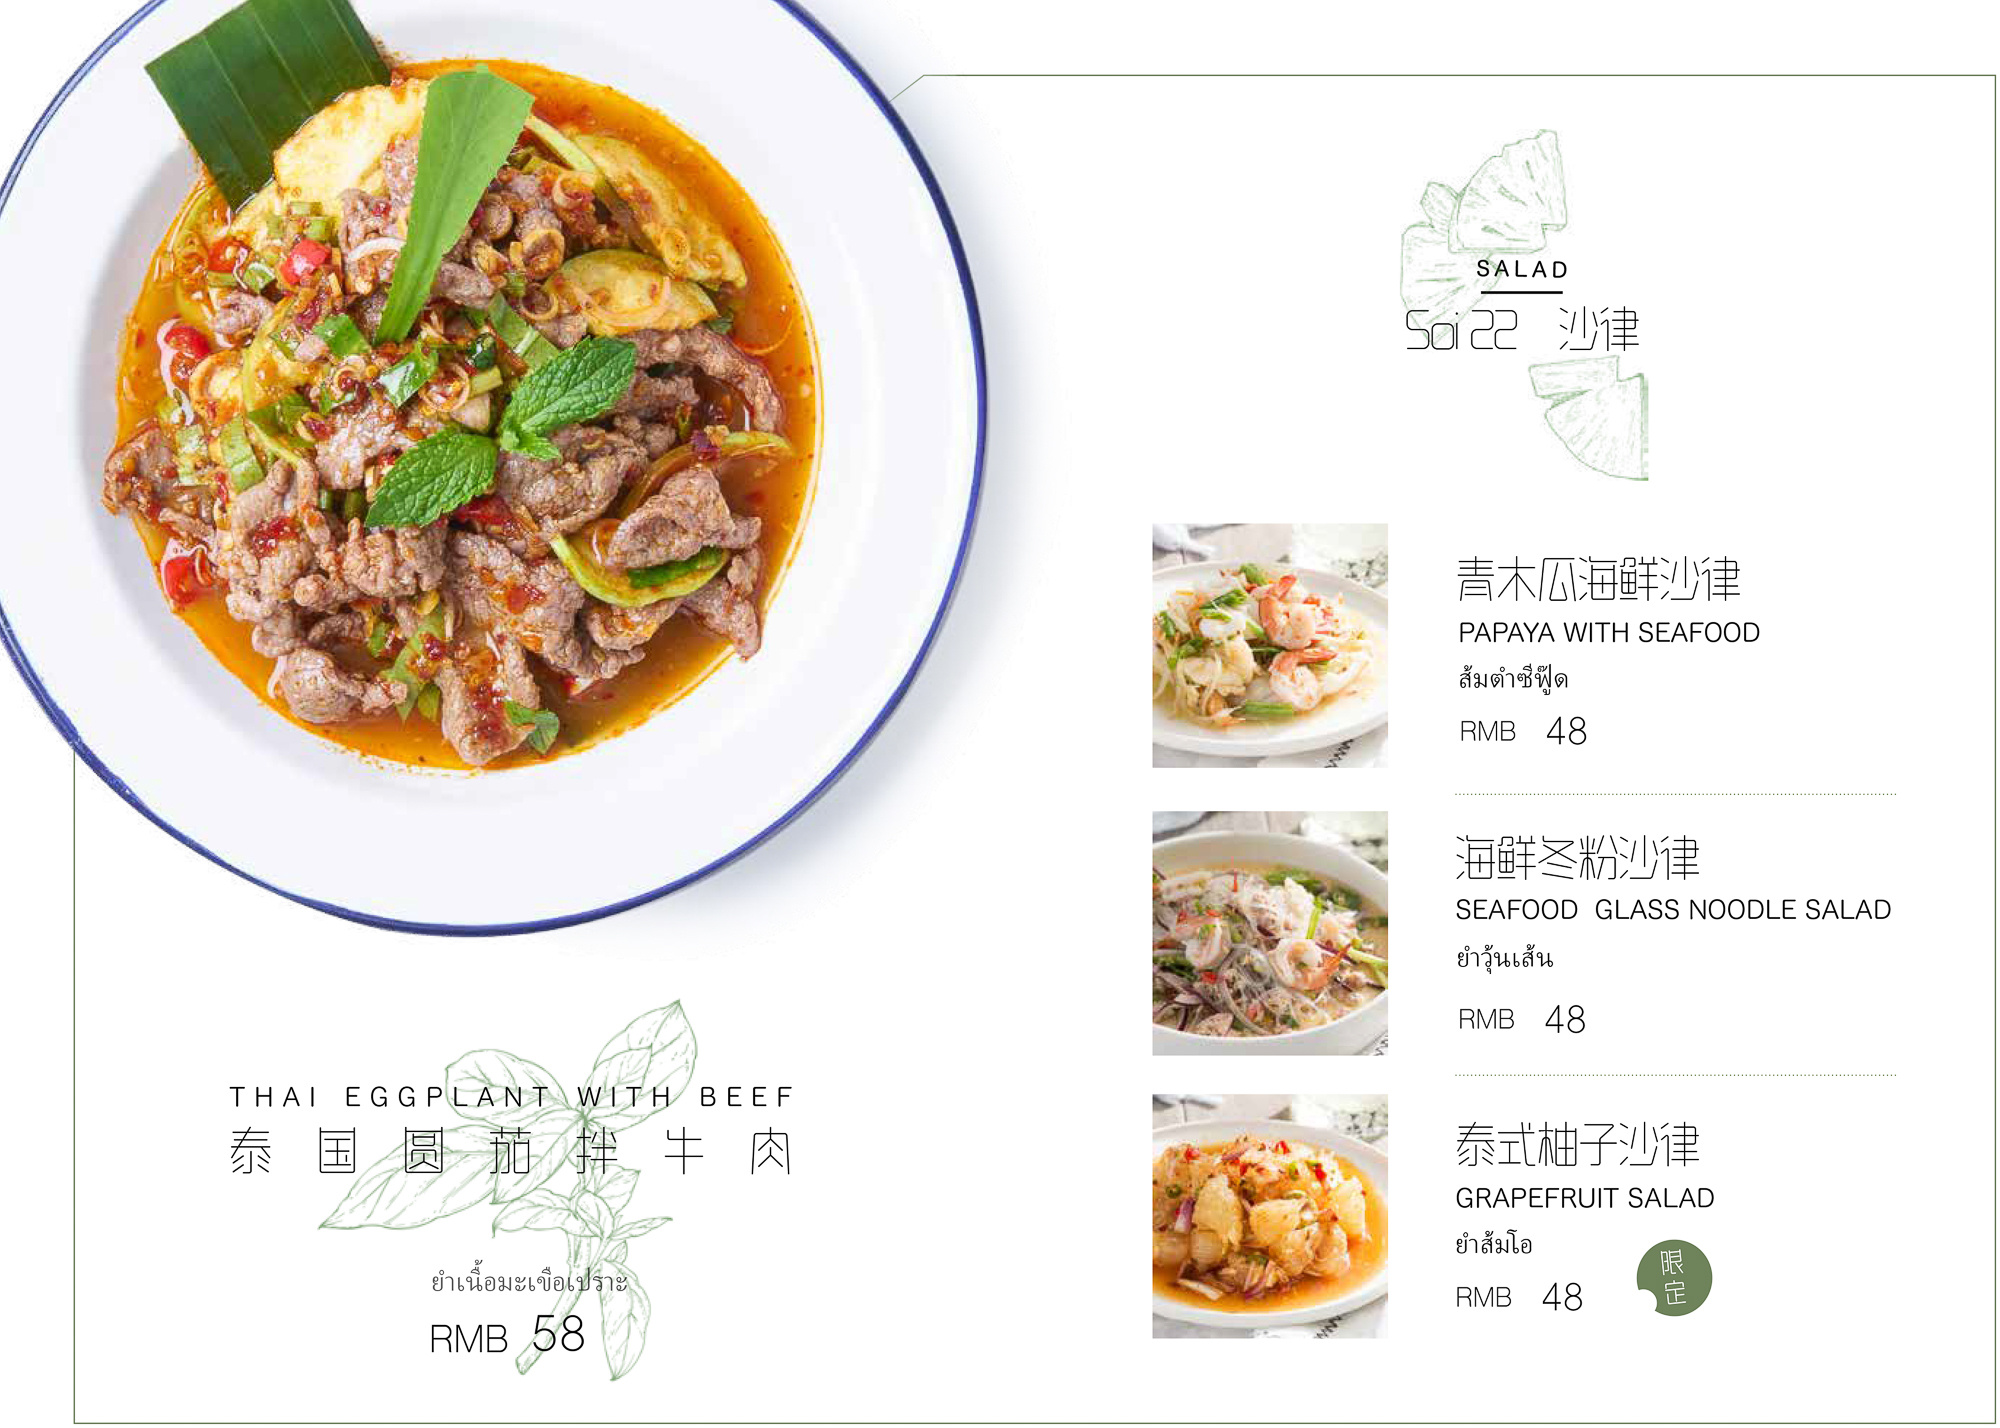 THAI EGGPLANT WITH BEEF
泰国圆茄拌牛肉
ยำเนื้อมะเขือเปราะ
RMB 58
SALAD
Soi 22 沙律
青木瓜海鲜沙律
PAPAYA WITH SEAFOOD
ส้มตำซีฟู๊ด
RMB 48
海鲜冬粉沙律
SEAFOOD GLASS NOODLE SALAD
ยำวุ้นเส้น
RMB 48
泰式柚子沙律
GRAPEFRUIT SALAD
ยำส้มโอ
RMB 48
限
定